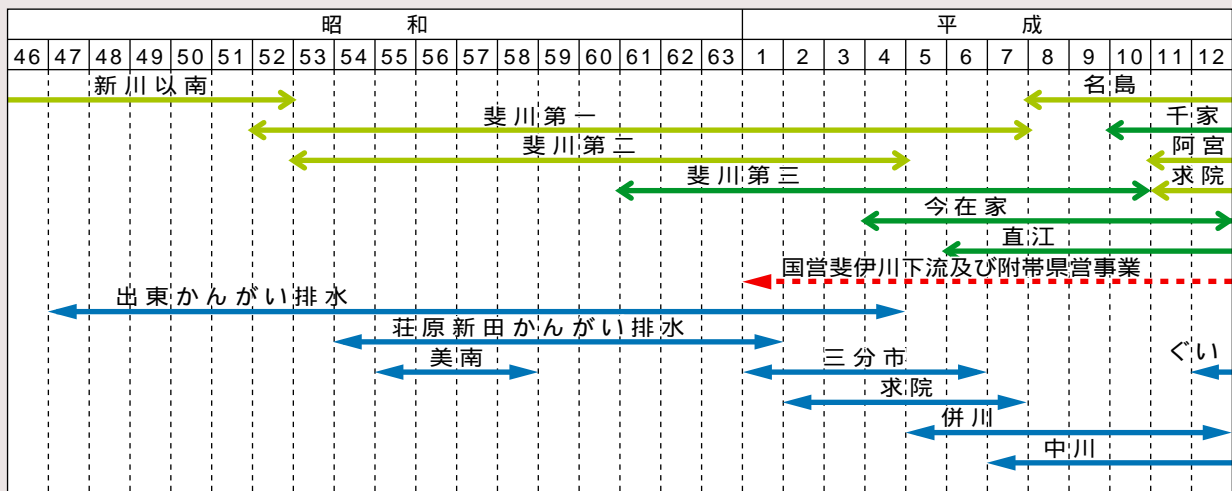 昭和 平成
46 47 48 49 50 51 52 53 54 55 56 57 58 59 60 61 62 63 1 2 3 4 5 6 7 8 9 10 11 12
新川以南 名島
斐川第一 千家
斐川第二 阿宮
斐川第三 求院
今在家
直江
国営斐伊川下流及び附帯県営事業
出東かんがい排水
荘原新田かんがい排水
美南 三分市 ぐい
求院
併川
中川